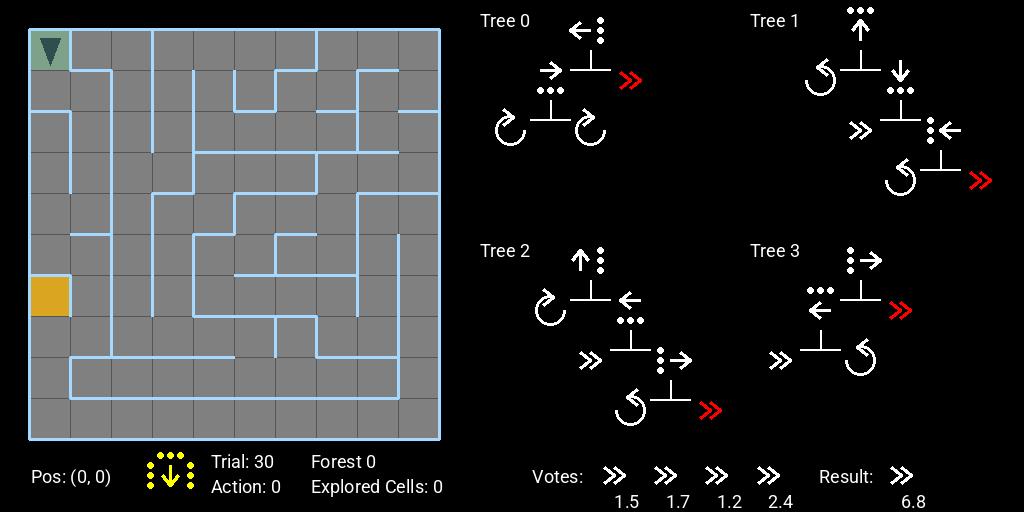 Tree 0
Tree 1
Tree 2
Tree 3
Pos: (0, 0)
Trial: 30
Forest 0
Action: 0
Explored Cells: 0
Votes:
Result:
1.5
1.7
1.2
2.4
6.8